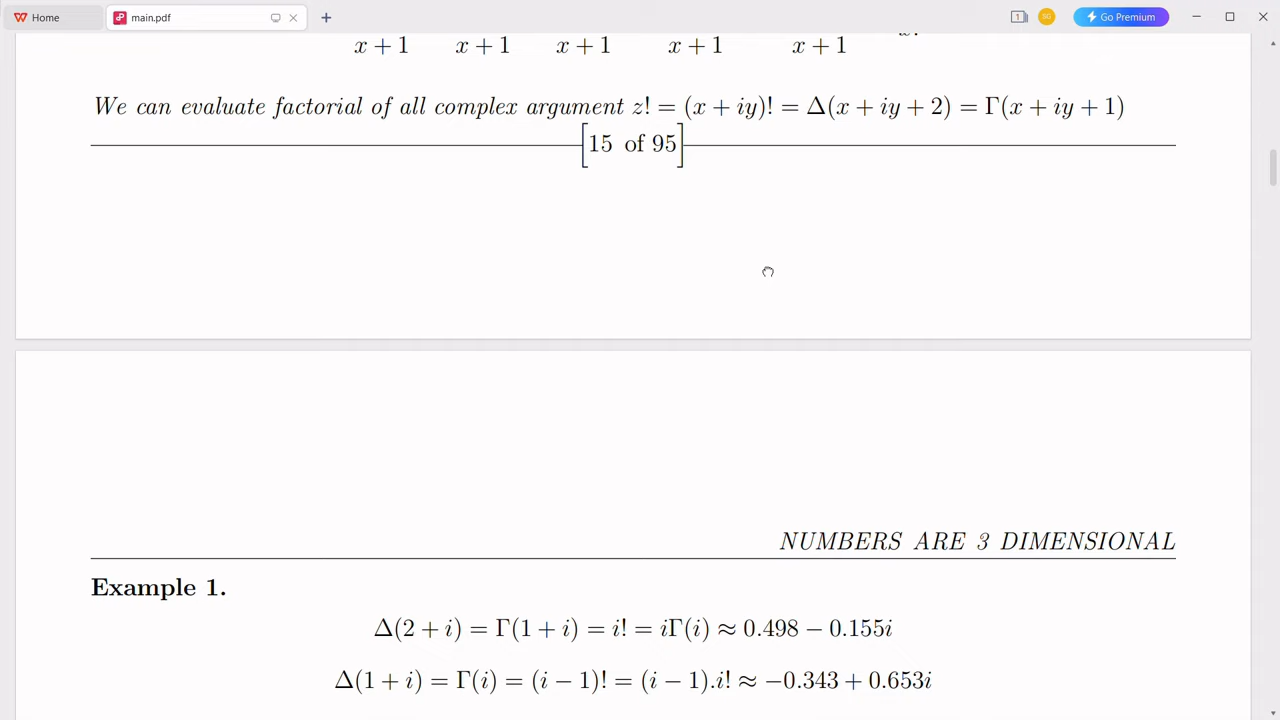 Home
main.pdf
1
SG
Go Premium
x + 1 x + 1 x + 1 x + 1 x + 1
We can evaluate factorial of all complex argument z! = (x + iy)! = Δ(x + iy + 2) = Γ(x + iy + 1)
[15 of 95]
NUMBERS ARE 3 DIMENSIONAL
Example 1.
Δ(2 + i) = Γ(1 + i) = i! = iΓ(i) ≈ 0.498 − 0.155i
Δ(1 + i) = Γ(i) = (i − 1)! = (i − 1).i! ≈ −0.343 + 0.653i